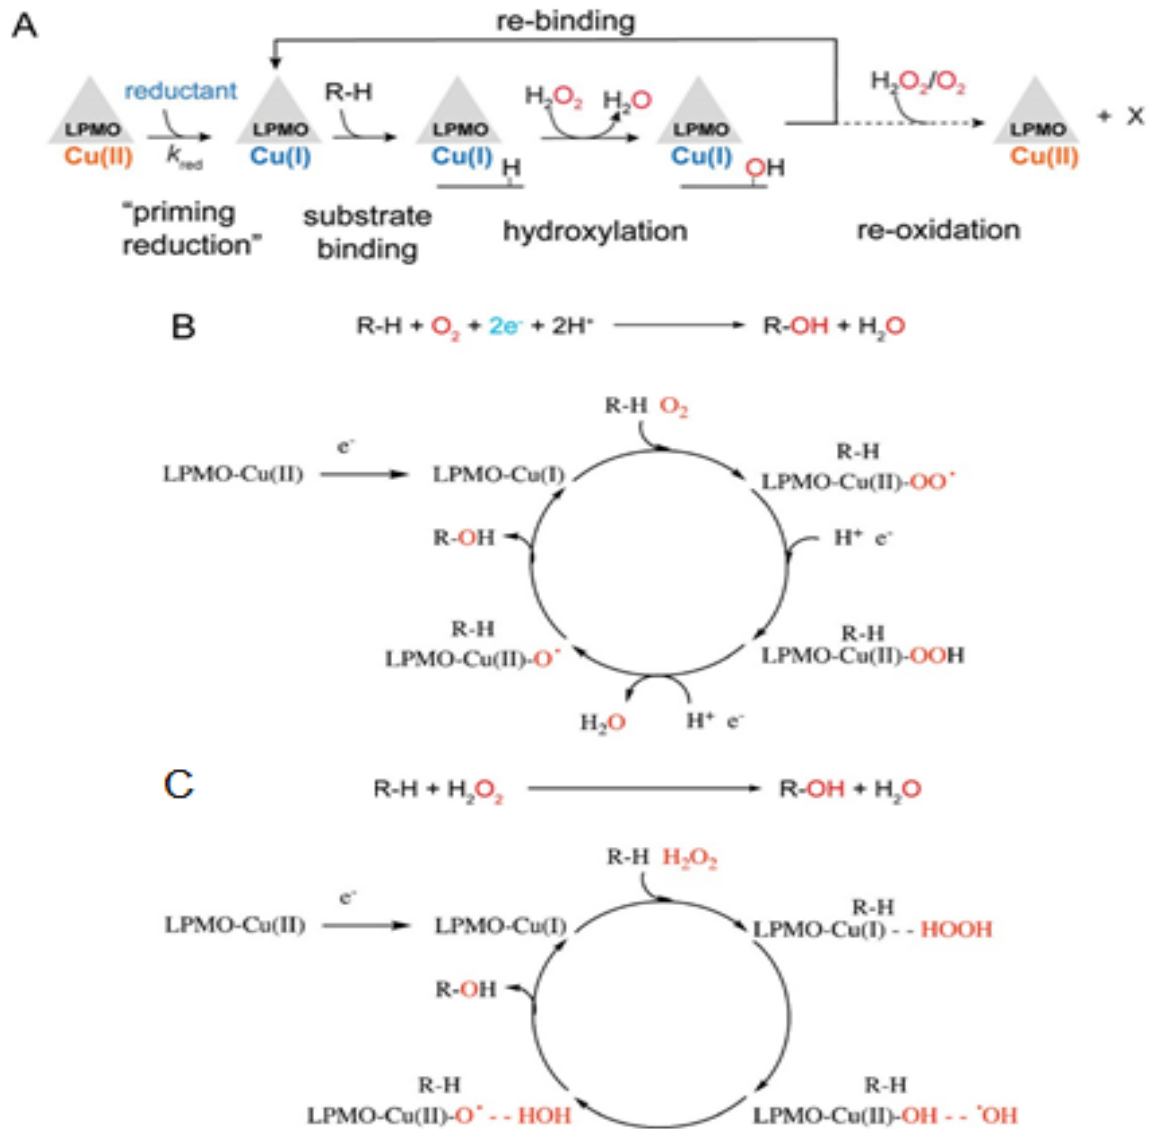 A
re-binding
reductant R-H H₂O₂ H₂O H₂O₂/O₂
LPMO LPMO LPMO LPMO LPMO + X
Cu(II) k_red Cu(I) Cu(I) Cu(I) Cu(II)
H OH
"priming reduction"
substrate binding
hydroxylation
re-oxidation
B
R-H + O₂ + 2e⁻ + 2H⁺ R-OH + H₂O
R-H O₂
LPMO-Cu(II) e⁻ LPMO-Cu(I)
R-H
LPMO-Cu(II)-OO•
R-OH
H⁺ e⁻
R-H
LPMO-Cu(II)-O•
R-H
LPMO-Cu(II)-OOH
H₂O H⁺ e⁻
C
R-H + H₂O₂ R-OH + H₂O
R-H H₂O₂
LPMO-Cu(II) e⁻ LPMO-Cu(I)
R-H
LPMO-Cu(I) - - HOOH
R-OH
R-H
LPMO-Cu(II)-O• - - HOH
R-H
LPMO-Cu(II)-OH - - •OH